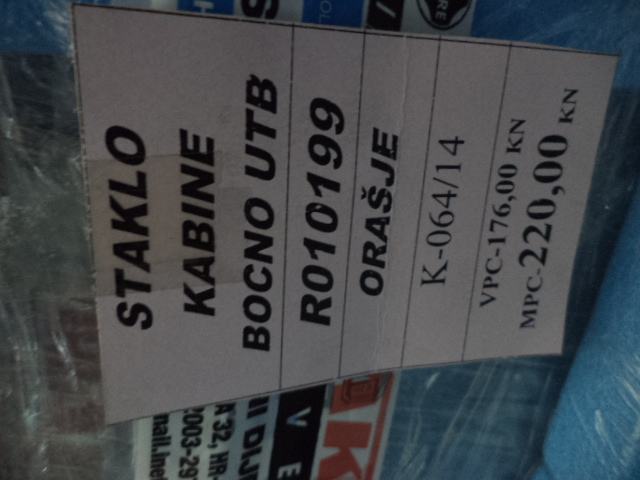 STAKLO
KABINE
BOCNO UTB
R010199
ORAŠJE
K-064/14
VPC-176,00 KN
MPC-220,00 KN